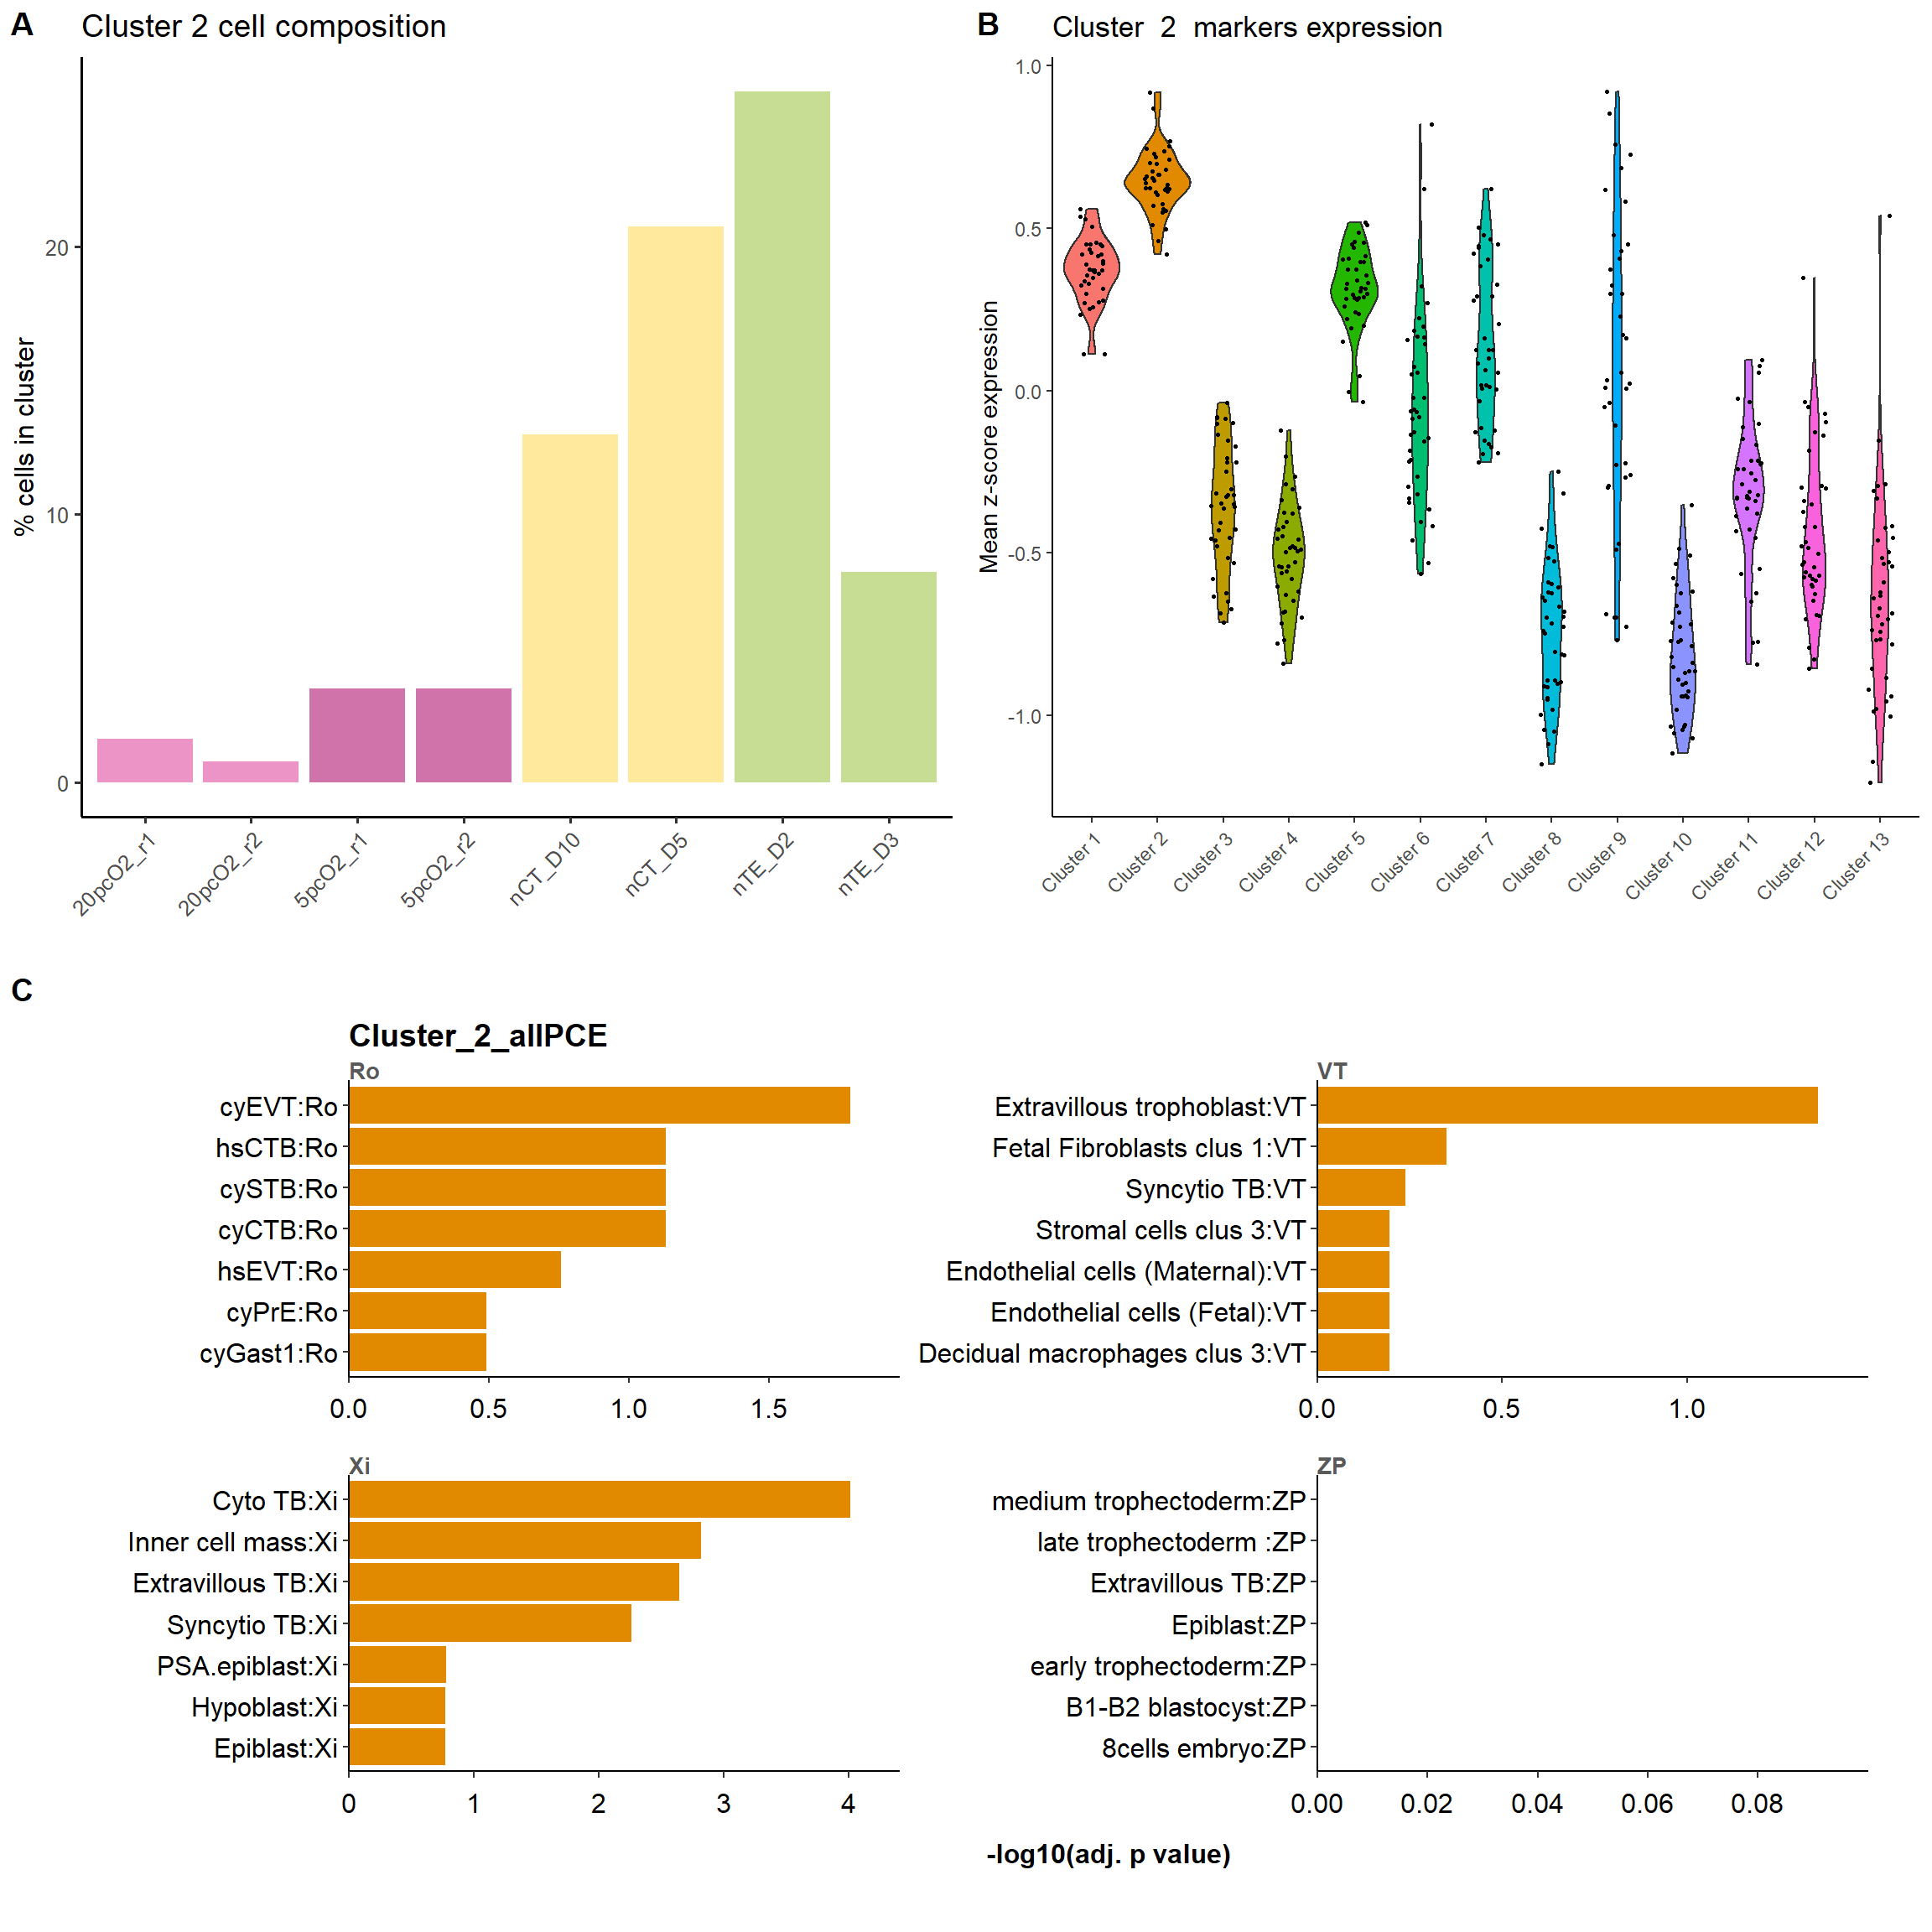 A
Cluster 2 cell composition
% cells in cluster
20
10
0
20pcO2_r1
20pcO2_r2
5pcO2_r1
5pcO2_r2
nCT_D10
nCT_D5
nTE_D2
nTE_D3
B
Cluster 2 markers expression
Mean z-score expression
1.0
0.5
0.0
-0.5
-1.0
Cluster 1
Cluster 2
Cluster 3
Cluster 4
Cluster 5
Cluster 6
Cluster 7
Cluster 8
Cluster 9
Cluster 10
Cluster 11
Cluster 12
Cluster 13
C
Cluster_2_allPCE
Ro
cyEVT:Ro
hsCTB:Ro
cySTB:Ro
cyCTB:Ro
hsEVT:Ro
cyPrE:Ro
cyGast1:Ro
0.0
0.5
1.0
1.5
VT
Extravillous trophoblast:VT
Fetal Fibroblasts clus 1:VT
Syncytio TB:VT
Stromal cells clus 3:VT
Endothelial cells (Maternal):VT
Endothelial cells (Fetal):VT
Decidual macrophages clus 3:VT
0.0
0.5
1.0
Xi
Cyto TB:Xi
Inner cell mass:Xi
Extravillous TB:Xi
Syncytio TB:Xi
PSA.epiblast:Xi
Hypoblast:Xi
Epiblast:Xi
0
1
2
3
4
ZP
medium trophectoderm:ZP
late trophectoderm :ZP
Extravillous TB:ZP
Epiblast:ZP
early trophectoderm:ZP
B1-B2 blastocyst:ZP
8cells embryo:ZP
0.00
0.02
0.04
0.06
0.08
-log10(adj. p value)